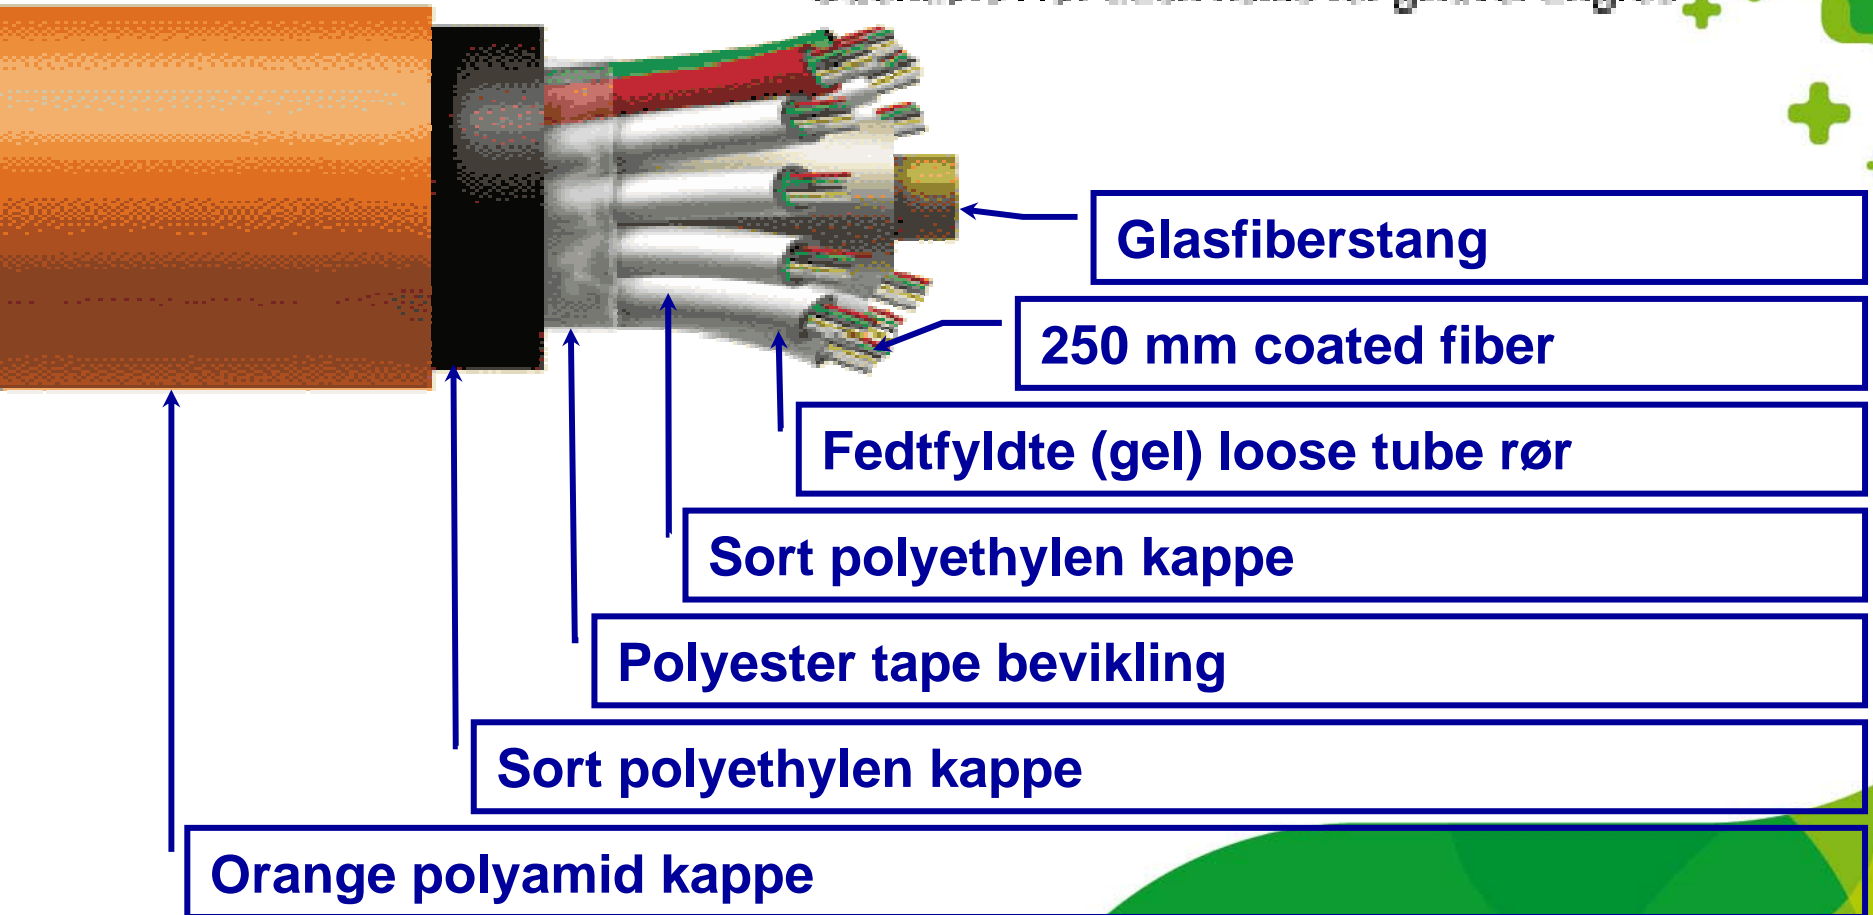 Glasfiberstang
250 mm coated fiber
Fedtfyldte (gel) loose tube rør
Sort polyethylen kappe
Polyester tape bevikling
Sort polyethylen kappe
Orange polyamid kappe